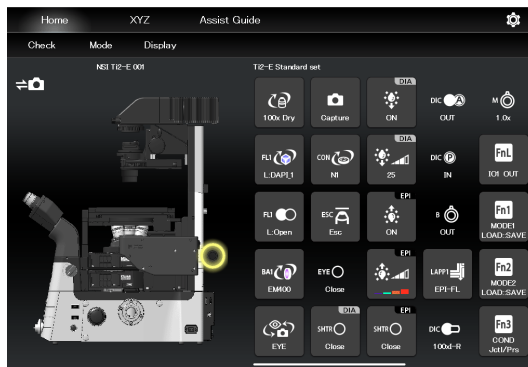 Home XYZ Assist Guide
Check Mode Display
NSI Ti2-E 001
Ti2-E Standard set
100x Dry
Capture
DIA
ON
DIC
OUT
M
1.0x
FL1
L:DAPI_1
CON
N1
DIA
25
DIC
IN
FnL
IO1 OUT
FL1
L:Open
ESC
Esc
EPI
ON
B
OUT
Fn1
MODE1
LOAD:SAVE
BA1
EM400
EYE
Close
EPI
LAPP1
EPI-FL
Fn2
MODE2
LOAD:SAVE
EYE
DIA
SHTR
Close
EPI
SHTR
Close
DIC
100xI-R
Fn3
COND
Jctl/Prs